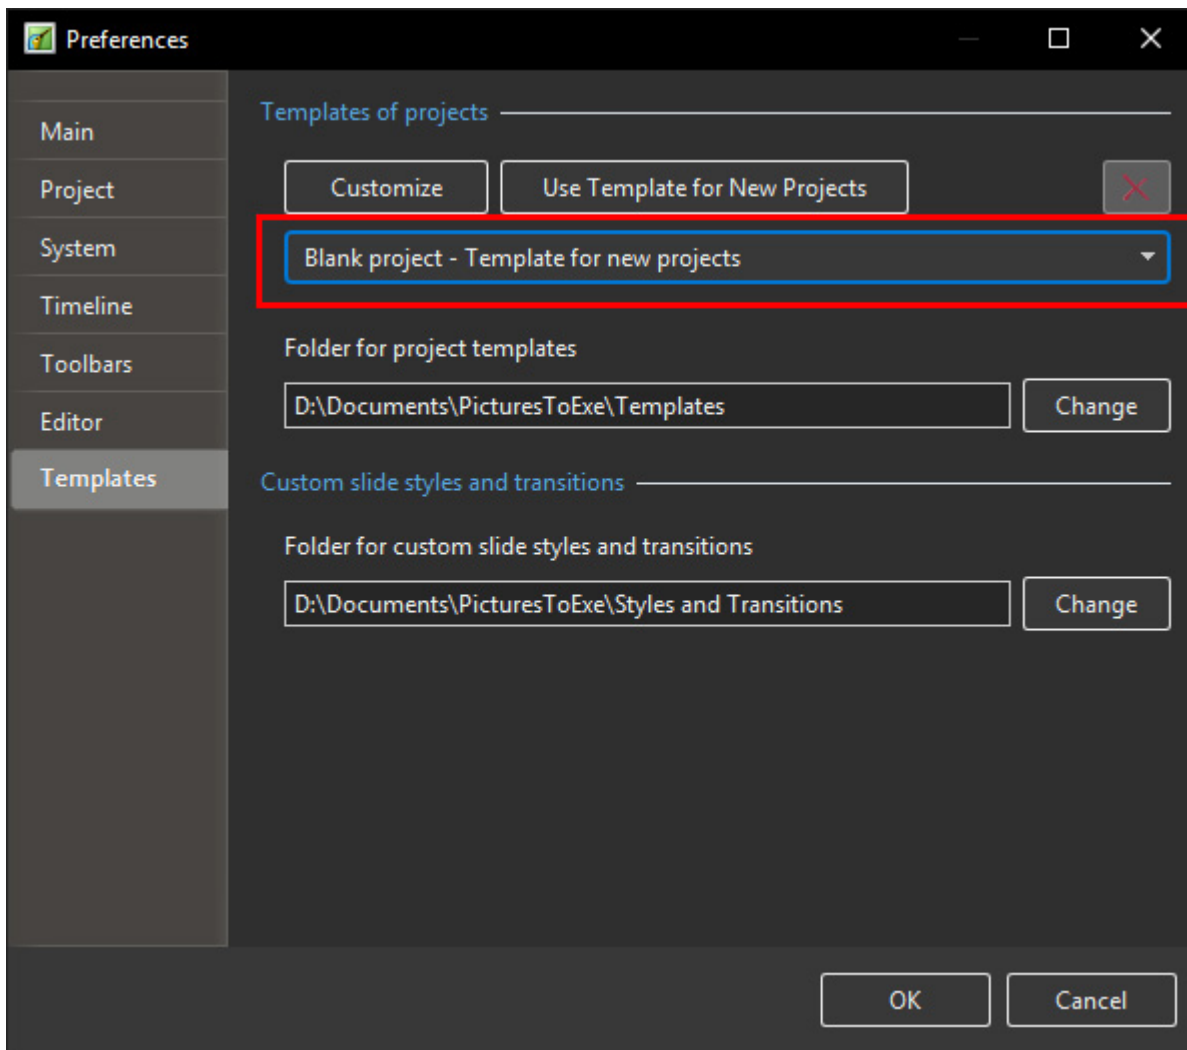 Preferences
Main
Project
System
Timeline
Toolbars
Editor
Templates
Templates of projects
Customize
Use Template for New Projects
Blank project - Template for new projects
Folder for project templates
D:\Documents\PicturesToExe\Templates
Change
Custom slide styles and transitions
Folder for custom slide styles and transitions
D:\Documents\PicturesToExe\Styles and Transitions
Change
OK
Cancel